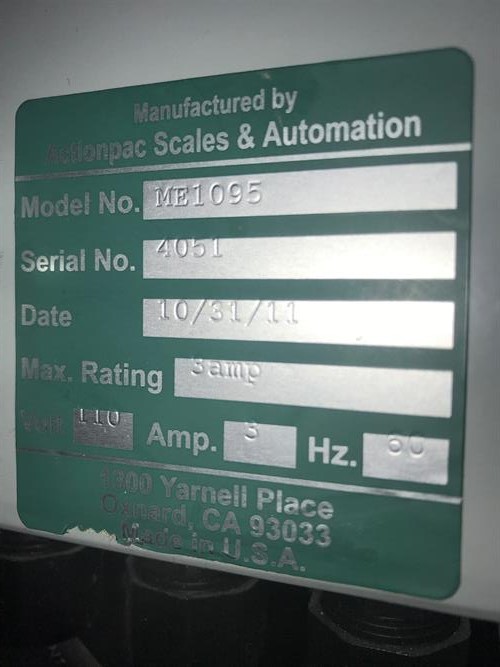 Manufactured by
Actionpac Scales & Automation
Model No. ME1095
Serial No. 4051
Date 10/31/11
Max. Rating 3amp
Volt 110 Amp. 3 Hz. 60
1300 Yarnell Place
Oxnard, CA 93033
Made in U.S.A.